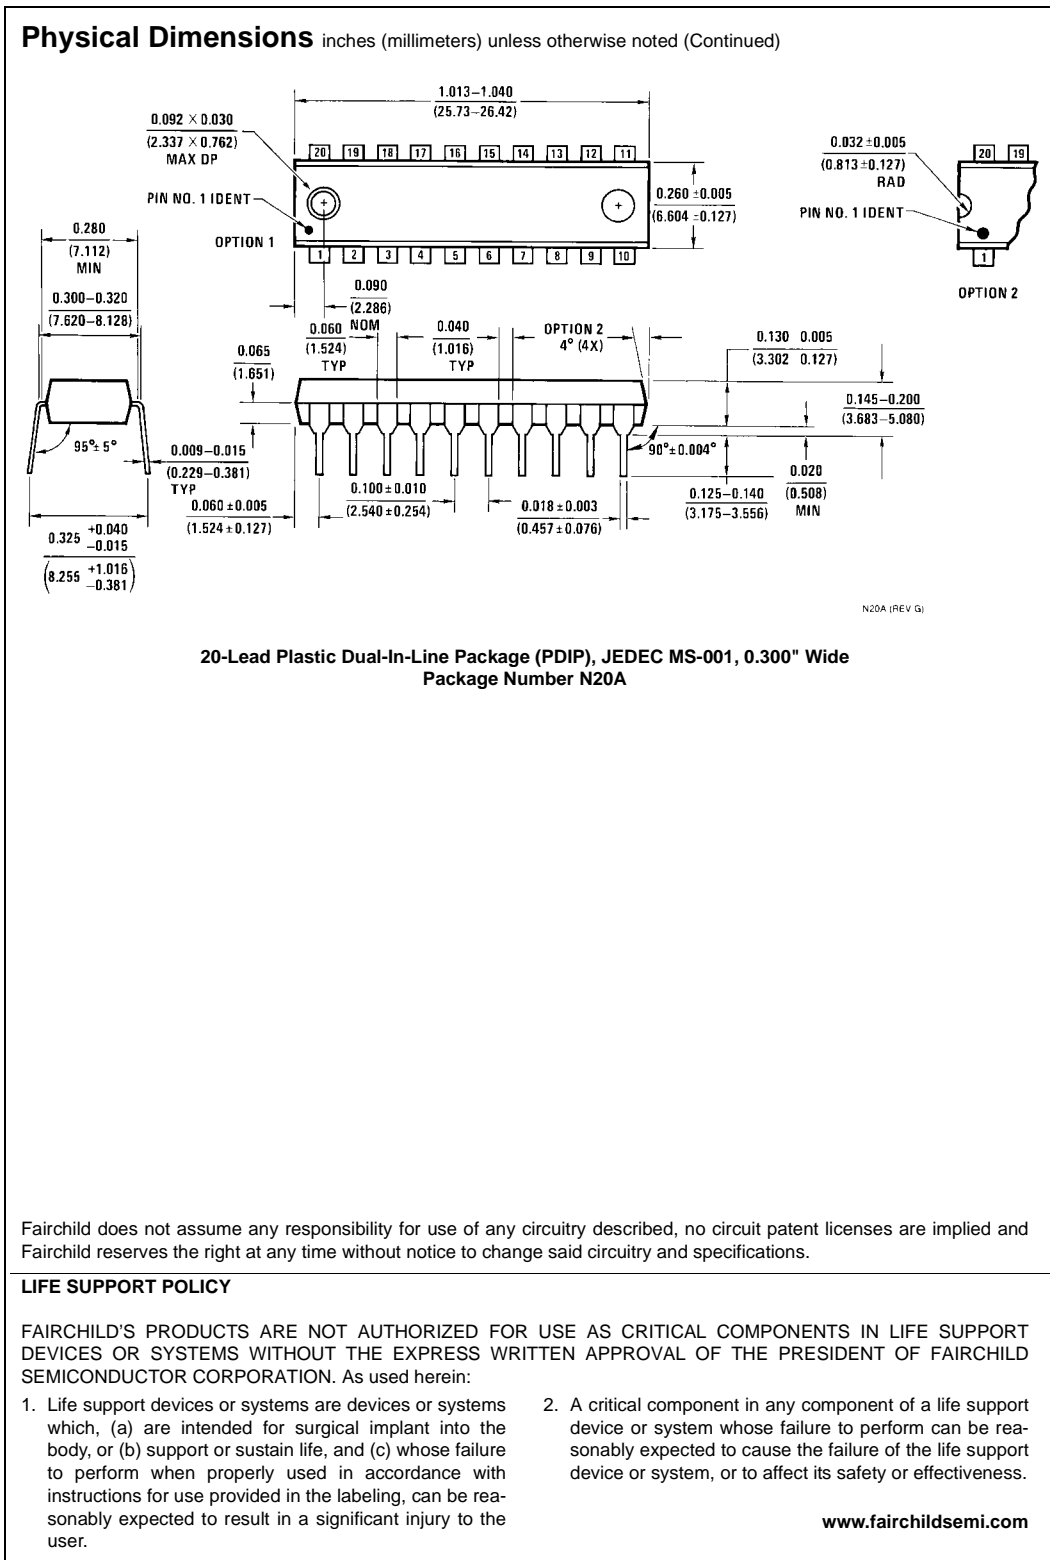 Physical Dimensions inches (millimeters) unless otherwise noted (Continued)
1.013–1.040
(25.73–26.42)
0.092 × 0.030
(2.337 × 0.762)
MAX DP
20 19 18 17 16 15 14 13 12 11
PIN NO. 1 IDENT
OPTION 1
0.260 ±0.005
(6.604 ±0.127)
1 2 3 4 5 6 7 8 9 10
0.032 ±0.005
(0.813 ±0.127)
RAD
20 19
PIN NO. 1 IDENT
1
OPTION 2
0.280
(7.112)
MIN
0.300–0.320
(7.620–8.128)
0.090
(2.286)
NOM
0.060
(1.524)
TYP
0.040
(1.016)
TYP
OPTION 2
4° (4X)
0.130 0.005
(3.302 0.127)
0.065
(1.651)
0.145–0.200
(3.683–5.080)
95°± 5°
0.009–0.015
(0.229–0.381)
TYP
90°±0.004°
0.020
(0.508)
MIN
0.125–0.140
(3.175–3.556)
0.100 ± 0.010
(2.540 ± 0.254)
0.018 ± 0.003
(0.457 ± 0.076)
0.060 ±0.005
(1.524 ±0.127)
0.325 +0.040 −0.015
(8.255 +1.016 −0.381)
N20A (REV G)
20-Lead Plastic Dual-In-Line Package (PDIP), JEDEC MS-001, 0.300" Wide
Package Number N20A
Fairchild does not assume any responsibility for use of any circuitry described, no circuit patent licenses are implied and
Fairchild reserves the right at any time without notice to change said circuitry and specifications.
LIFE SUPPORT POLICY
FAIRCHILD'S PRODUCTS ARE NOT AUTHORIZED FOR USE AS CRITICAL COMPONENTS IN LIFE SUPPORT
DEVICES OR SYSTEMS WITHOUT THE EXPRESS WRITTEN APPROVAL OF THE PRESIDENT OF FAIRCHILD
SEMICONDUCTOR CORPORATION. As used herein:
1. Life support devices or systems are devices or systems
which, (a) are intended for surgical implant into the
body, or (b) support or sustain life, and (c) whose failure
to perform when properly used in accordance with
instructions for use provided in the labeling, can be rea-
sonably expected to result in a significant injury to the
user.
2. A critical component in any component of a life support
device or system whose failure to perform can be rea-
sonably expected to cause the failure of the life support
device or system, or to affect its safety or effectiveness.
www.fairchildsemi.com